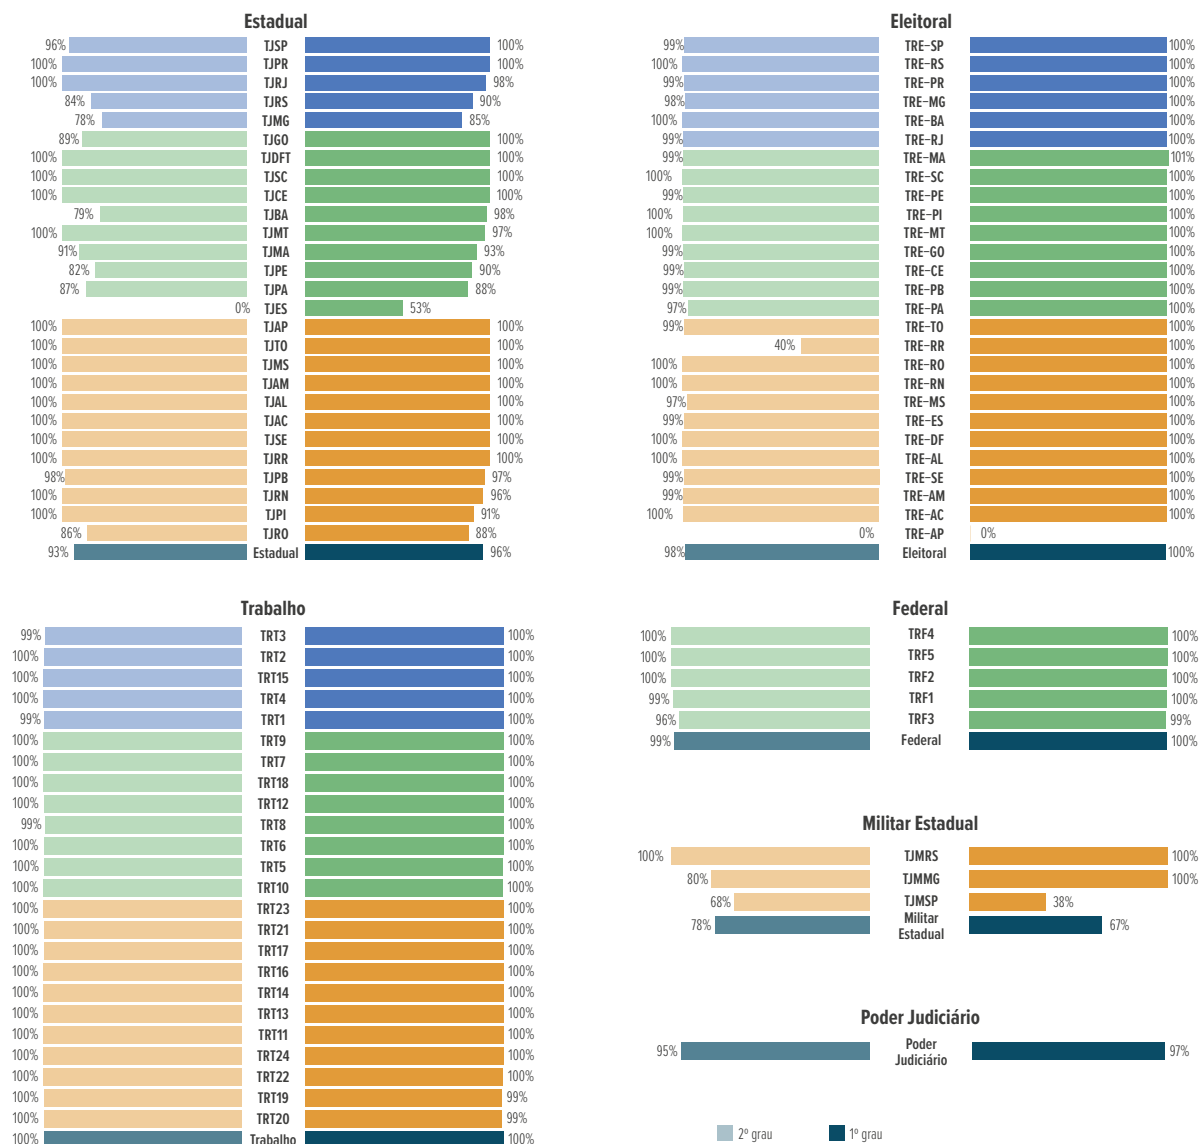 Estadual
96% TJSP 100%
100% TJPR 100%
100% TJRJ 98%
84% TJRS 90%
78% TJMG 85%
89% TJGO 100%
100% TJDFT 100%
100% TJSC 100%
100% TJCE 100%
79% TJBA 98%
100% TJMT 97%
91% TJMA 93%
82% TJPE 90%
87% TJPA 88%
0% TJES 53%
100% TJAP 100%
100% TJTO 100%
100% TJMS 100%
100% TJAM 100%
100% TJAL 100%
100% TJAC 100%
100% TJSE 100%
100% TJRR 100%
98% TJPB 97%
100% TJRN 96%
100% TJPI 91%
86% TJRO 88%
93% Estadual 96%
Eleitoral
99% TRE-SP 100%
100% TRE-RS 100%
99% TRE-PR 100%
98% TRE-MG 100%
100% TRE-BA 100%
99% TRE-RJ 100%
99% TRE-MA 101%
100% TRE-SC 100%
99% TRE-PE 100%
100% TRE-PI 100%
100% TRE-MT 100%
99% TRE-GO 100%
99% TRE-CE 100%
99% TRE-PB 100%
97% TRE-PA 100%
99% TRE-TO 100%
40% TRE-RR 100%
100% TRE-RO 100%
100% TRE-RN 100%
97% TRE-MS 100%
99% TRE-ES 100%
100% TRE-DF 100%
100% TRE-AL 100%
99% TRE-SE 100%
99% TRE-AM 100%
100% TRE-AC 100%
0% TRE-AP 0%
98% Eleitoral 100%
Trabalho
99% TRT3 100%
100% TRT2 100%
100% TRT15 100%
100% TRT4 100%
99% TRT1 100%
100% TRT9 100%
100% TRT7 100%
100% TRT18 100%
100% TRT12 100%
99% TRT8 100%
100% TRT6 100%
100% TRT5 100%
100% TRT10 100%
100% TRT23 100%
100% TRT21 100%
100% TRT17 100%
100% TRT16 100%
100% TRT14 100%
100% TRT13 100%
100% TRT11 100%
100% TRT24 100%
100% TRT22 100%
100% TRT19 99%
100% TRT20 99%
100% Trabalho 100%
Federal
100% TRF4 100%
100% TRF5 100%
100% TRF2 100%
99% TRF1 100%
96% TRF3 99%
99% Federal 100%
Militar Estadual
100% TJMRS 100%
80% TJMMG 100%
68% TJMSP 38%
78% Militar 67%
Estadual
Poder Judiciário
95% Poder 97%
Judiciário
2º grau 1º grau